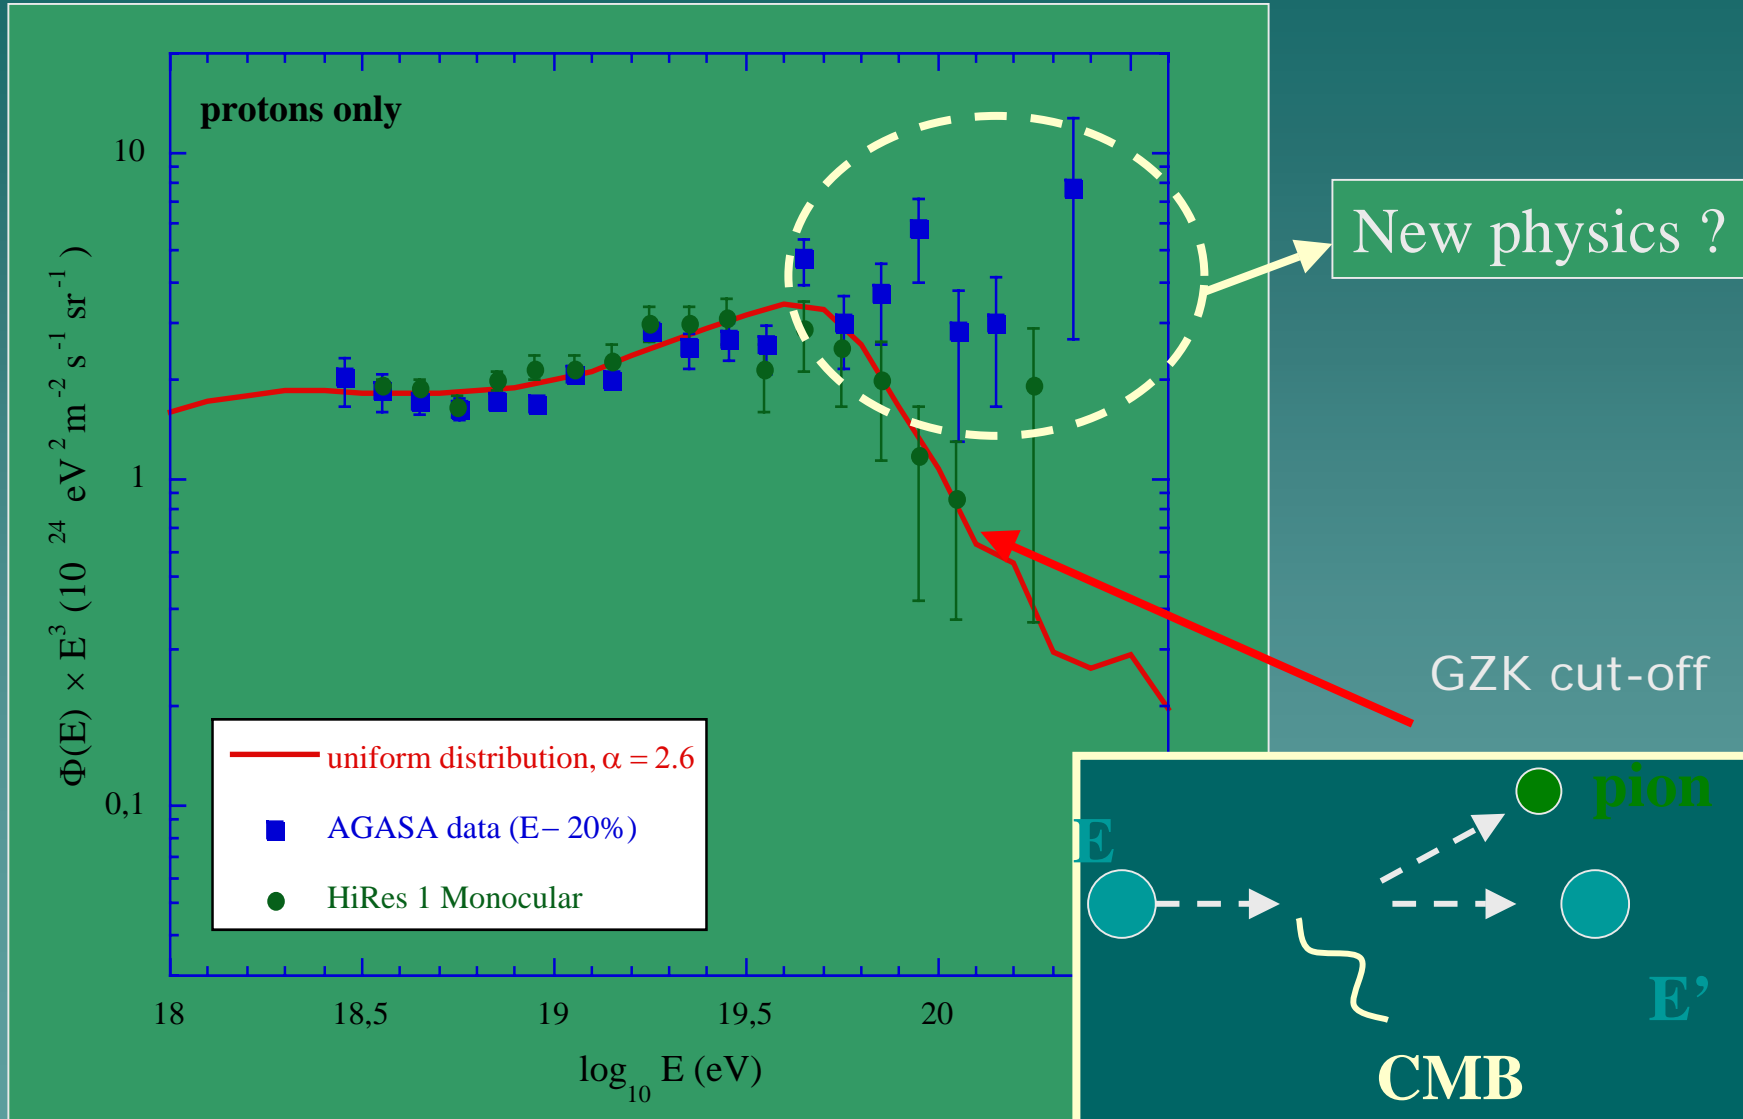 protons only
10
1
0,1
Φ(E) × E³ (10 ²⁴ eV² m⁻² s⁻¹ sr⁻¹)
uniform distribution, α = 2.6
AGASA data (E– 20%)
HiRes 1 Monocular
18 18,5 19 19,5 20
log₁₀ E (eV)
New physics ?
GZK cut-off
pion
E
E’
CMB